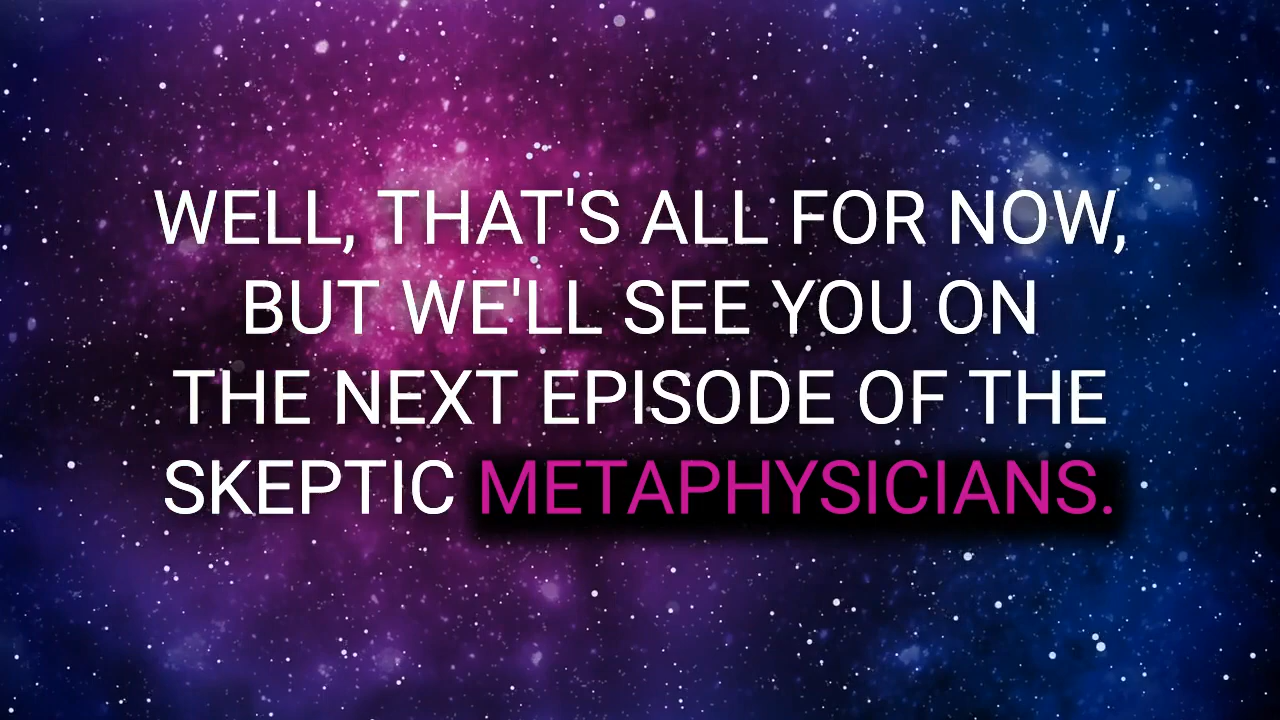 WELL, THAT'S ALL FOR NOW,
BUT WE'LL SEE YOU ON
THE NEXT EPISODE OF THE
SKEPTIC METAPHYSICIANS.